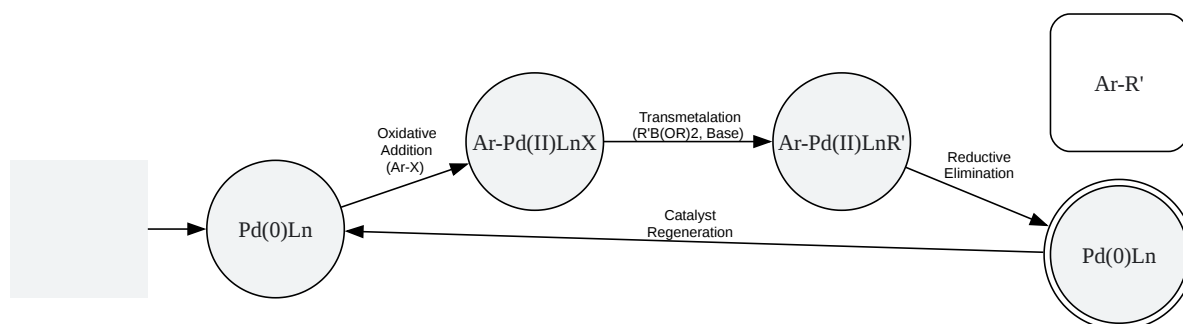 Ar-R'
Oxidative
Addition
(Ar-X)
Ar-Pd(II)LnX
Transmetalation
(R'B(OR)2, Base)
Ar-Pd(II)LnR'
Reductive
Elimination
Pd(0)Ln
Catalyst
Regeneration
Pd(0)Ln